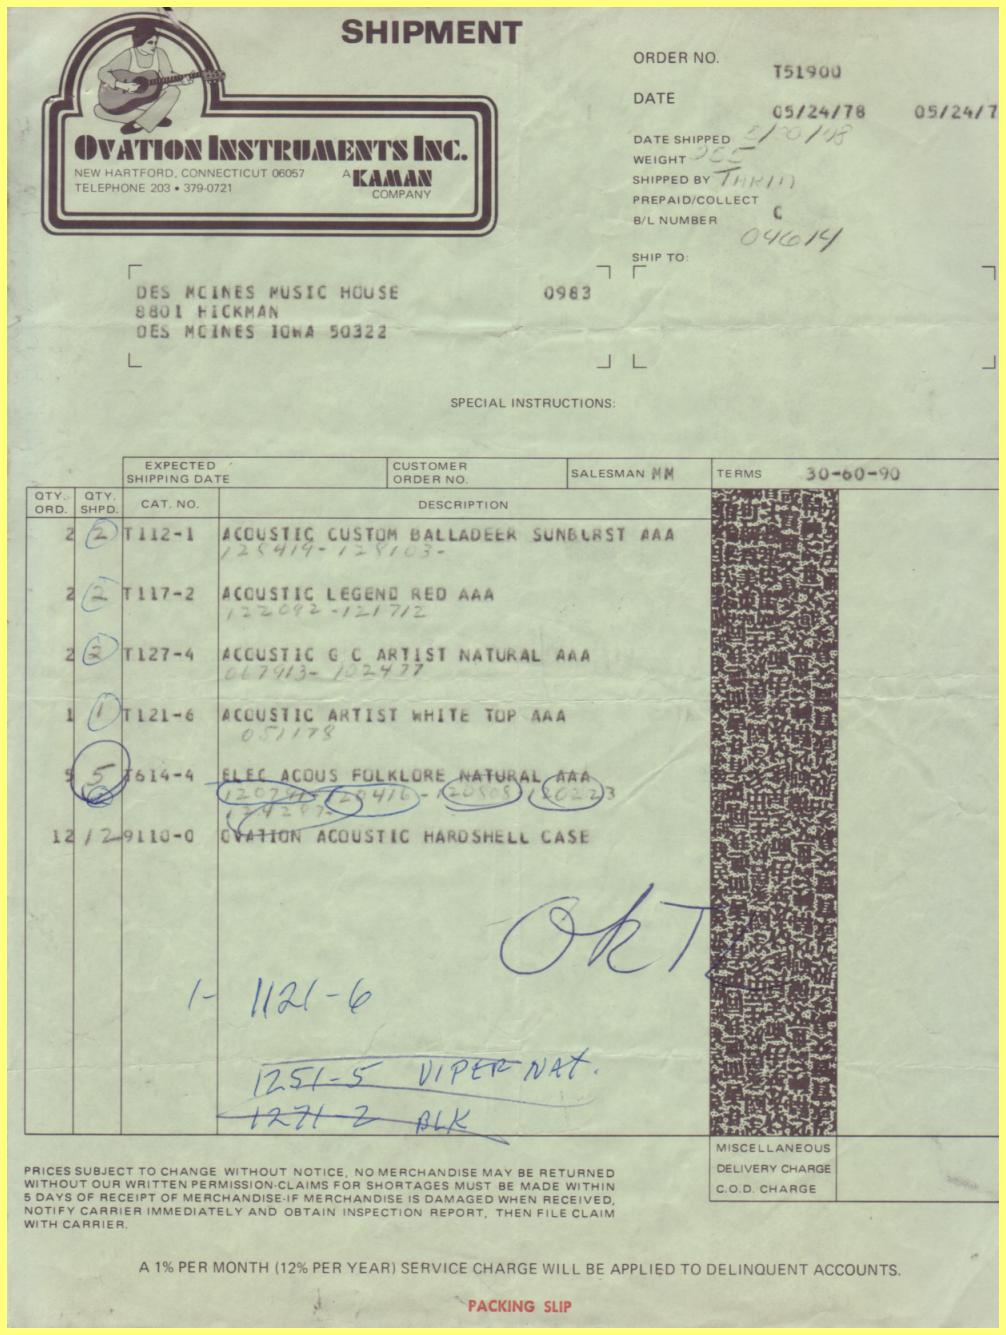 SHIPMENT
OVATION INSTRUMENTS INC.
NEW HARTFORD, CONNECTICUT 06057
TELEPHONE 203 • 379-0721
A KAMAN COMPANY
ORDER NO. T51900
DATE 05/24/78 05/24/7
DATE SHIPPED
WEIGHT
SHIPPED BY
PREPAID/COLLECT C
B/L NUMBER 04614
SHIP TO:
DES MOINES MUSIC HOUSE 0983
8801 HICKMAN
DES MOINES IOWA 50322
SPECIAL INSTRUCTIONS:
EXPECTED SHIPPING DATE CUSTOMER ORDER NO. SALESMAN MM TERMS 30-60-90
QTY. ORD. QTY. SHPD. CAT. NO. DESCRIPTION
2 2 T112-1 ACOUSTIC CUSTOM BALLADEER SUNBURST AAA
2 2 T117-2 ACOUSTIC LEGEND RED AAA
122092-121712
2 2 T127-4 ACOUSTIC G C ARTIST NATURAL AAA
067913-102477
1 1 T121-6 ACOUSTIC ARTIST WHITE TOP AAA
051178
5 5 T614-4 ELEC ACOUS FOLKLORE NATURAL AAA
120416-120808 120223
12 12 9110-0 OVATION ACOUSTIC HARDSHELL CASE
OK
1- 1121-6
1251-5 VIPER NAT.
1271-2 BLK
MISCELLANEOUS
DELIVERY CHARGE
C.O.D. CHARGE
PRICES SUBJECT TO CHANGE WITHOUT NOTICE, NO MERCHANDISE MAY BE RETURNED
WITHOUT OUR WRITTEN PERMISSION-CLAIMS FOR SHORTAGES MUST BE MADE WITHIN
5 DAYS OF RECEIPT OF MERCHANDISE-IF MERCHANDISE IS DAMAGED WHEN RECEIVED,
NOTIFY CARRIER IMMEDIATELY AND OBTAIN INSPECTION REPORT, THEN FILE CLAIM
WITH CARRIER.
A 1% PER MONTH (12% PER YEAR) SERVICE CHARGE WILL BE APPLIED TO DELINQUENT ACCOUNTS.
PACKING SLIP